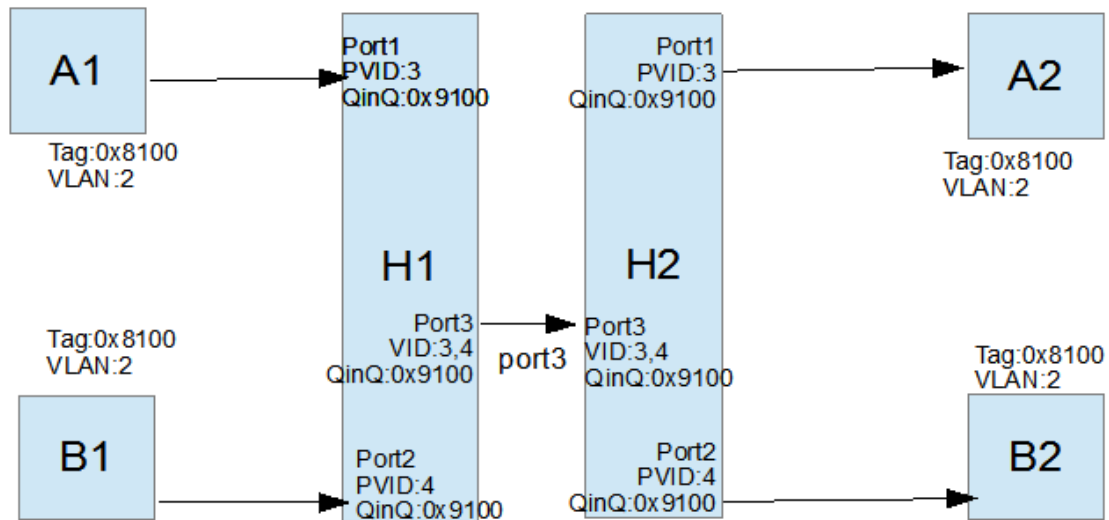 A1
Tag:0x8100
VLAN:2
Port1
PVID:3
QinQ:0x9100
Port1
PVID:3
QinQ:0x9100
A2
Tag:0x8100
VLAN:2
H1
H2
Tag:0x8100
VLAN:2
B1
Port3
VID:3,4
QinQ:0x9100
port3
Port3
VID:3,4
QinQ:0x9100
Port2
PVID:4
QinQ:0x9100
Port2
PVID:4
QinQ:0x9100
Tag:0x8100
VLAN:2
B2